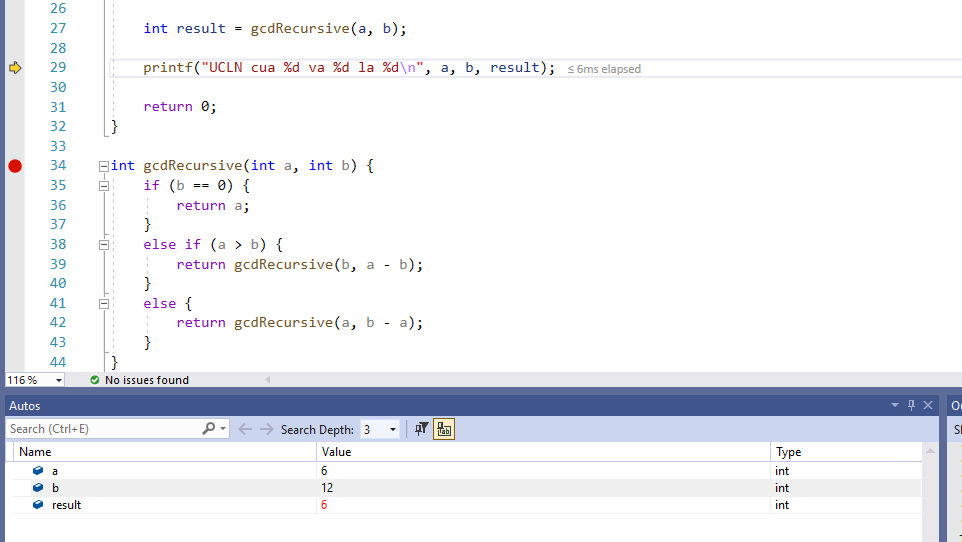 26
27 int result = gcdRecursive(a, b);
28
29 printf("UCLN cua %d va %d la %d\n", a, b, result); ≤ 6ms elapsed
30
31 return 0;
32 }
33
34 int gcdRecursive(int a, int b) {
35 if (b == 0) {
36 return a;
37 }
38 else if (a > b) {
39 return gcdRecursive(b, a - b);
40 }
41 else {
42 return gcdRecursive(a, b - a);
43 }
44 }
116 % No issues found
Autos
Search (Ctrl+E) Search Depth: 3
Name Value Type
a 6 int
b 12 int
result 6 int